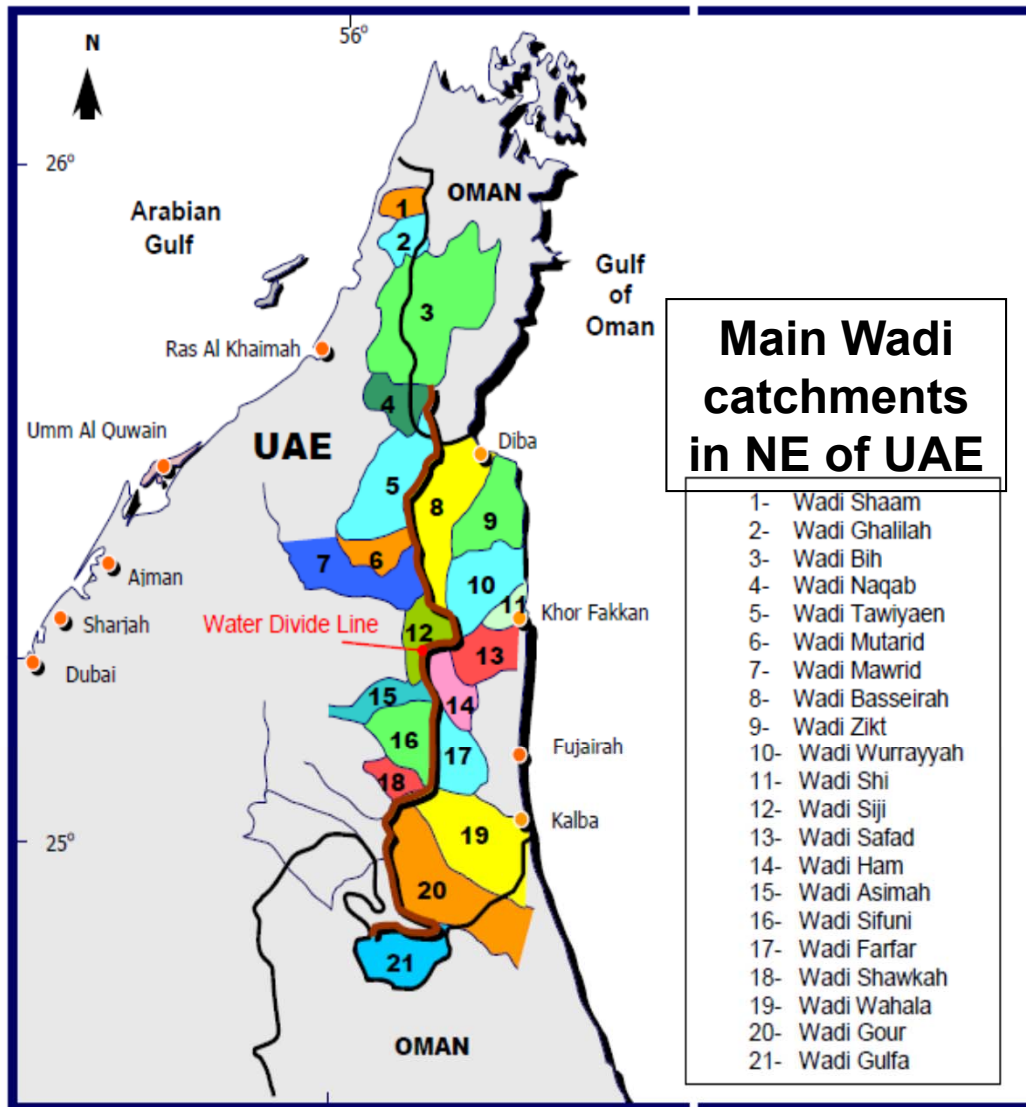 56°
N
26°
OMAN
Arabian
Gulf
1
2
Gulf
of
Oman
3
Main Wadi
catchments
in NE of UAE
Ras Al Khaimah
4
Umm Al Quwain
UAE
Diba
5
8
9
7
6
10
Ajman
11
Khor Fakkan
Sharjah
Water Divide Line
12
13
Dubai
15
14
16
17
Fujairah
18
Kalba
19
25°
20
21
OMAN
1- Wadi Shaam
2- Wadi Ghalilah
3- Wadi Bih
4- Wadi Naqab
5- Wadi Tawiyaen
6- Wadi Mutarid
7- Wadi Mawrid
8- Wadi Basseirah
9- Wadi Zikt
10- Wadi Wurrayyah
11- Wadi Shi
12- Wadi Siji
13- Wadi Safad
14- Wadi Ham
15- Wadi Asimah
16- Wadi Sifuni
17- Wadi Farfar
18- Wadi Shawkah
19- Wadi Wahala
20- Wadi Gour
21- Wadi Gulfa